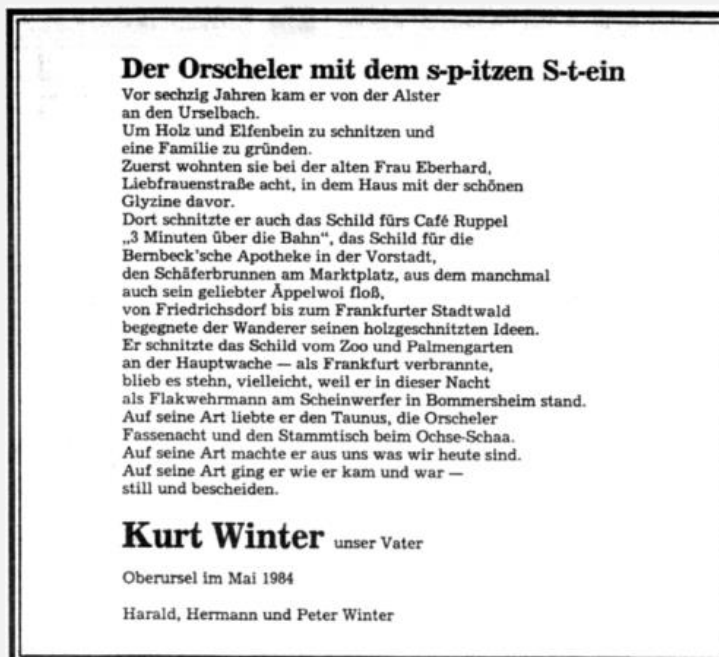 Der Orscheler mit dem s-p-itzen S-t-ein
Vor sechzig Jahren kam er von der Alster
an den Urselbach.
Um Holz und Elfenbein zu schnitzen und
eine Familie zu gründen.
Zuerst wohnten sie bei der alten Frau Eberhard,
Liebfrauenstraße acht, in dem Haus mit der schönen
Glyzine davor.
Dort schnitzte er auch das Schild fürs Café Ruppel
„3 Minuten über die Bahn“, das Schild für die
Bernbeck'sche Apotheke in der Vorstadt,
den Schäferbrunnen am Marktplatz, aus dem manchmal
auch sein geliebter Äppelwoi floß,
von Friedrichsdorf bis zum Frankfurter Stadtwald
begegnete der Wanderer seinen holzgeschnitzten Ideen.
Er schnitzte das Schild vom Zoo und Palmengarten
an der Hauptwache — als Frankfurt verbrannte,
blieb es stehn, vielleicht, weil er in dieser Nacht
als Flakwehrmann am Scheinwerfer in Bommersheim stand.
Auf seine Art liebte er den Taunus, die Orscheler
Fassenacht und den Stammtisch beim Ochse-Schaa.
Auf seine Art machte er aus uns was wir heute sind.
Auf seine Art ging er wie er kam und war —
still und bescheiden.
Kurt Winter unser Vater
Oberursel im Mai 1984
Harald, Hermann und Peter Winter